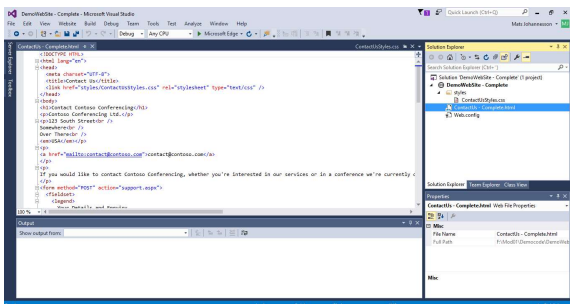 DemoWebSite - Complete - Microsoft Visual Studio
Quick Launch (Ctrl+Q)
File Edit View Website Build Debug Team Tools Test Analyze Window Help
Mats Johannesson
Debug Any CPU Microsoft Edge
Server Explorer
Toolbox
ContactUs - Complete.html
ContactUsStyles.css
<!DOCTYPE HTML>
<html lang="en">
<head>
<meta charset="UTF-8">
<title>Contact Us</title>
<link href="styles/ContactUsStyles.css" rel="stylesheet" type="text/css" />
</head>
<body>
<h1>Contact Contoso Conferencing</h1>
<p>Contoso Conferencing Ltd.</p>
<p>123 South Street<br />
Somewhere<br />
Over There<br />
<em>USA</em></p>
<p>
<a href="mailto:contact@contoso.com">contact@contoso.com</a>
</p>
<p>
If you would like to contact Contoso Conferencing, whether you're interested in our services or in a conference we're currently
</p>
<form method="POST" action="support.aspx">
<fieldset>
<legend>
100 %
Output
Show output from:
Solution Explorer
Search Solution Explorer (Ctrl+¨)
Solution 'DemoWebSite - Complete' (1 project)
DemoWebSite - Complete
styles
ContactUsStyles.css
ContactUs - Complete.html
Web.config
Solution Explorer Team Explorer Class View
Properties
ContactUs - Complete.html Web File Properties
Misc
File Name ContactUs - Complete.html
Full Path
Misc